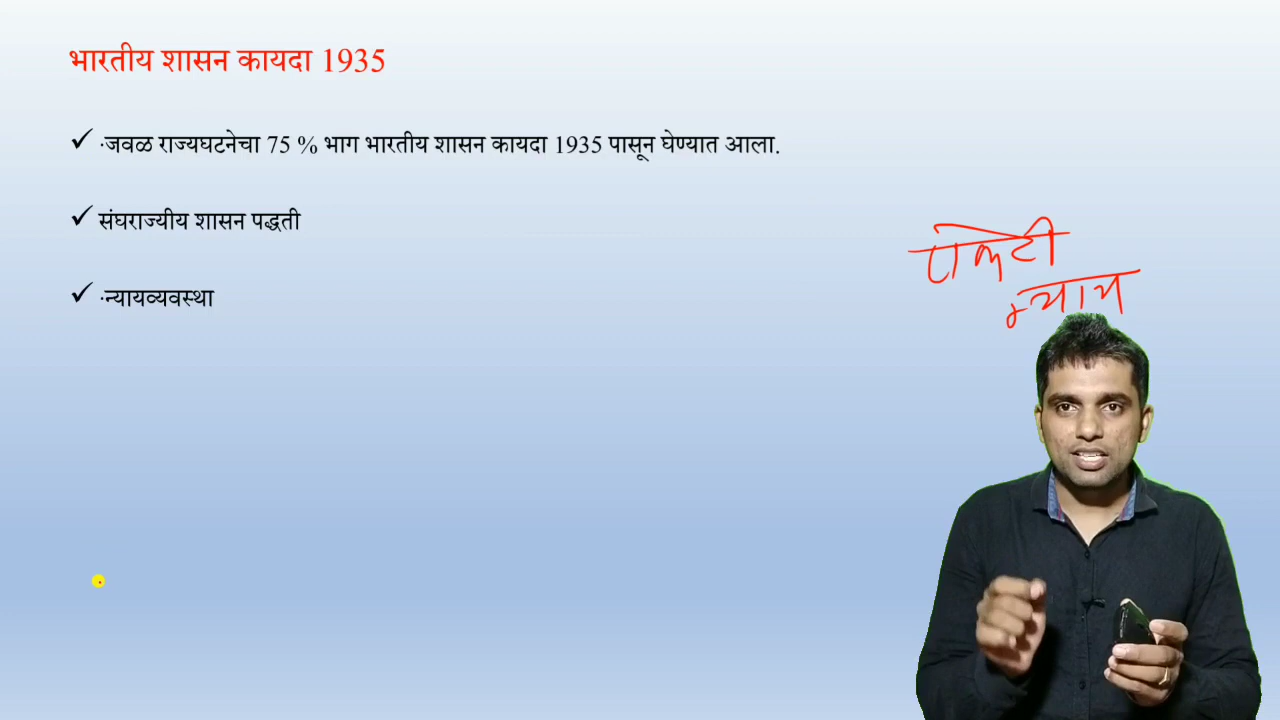 भारतीय शासन कायदा 1935
✓ ·जवळ राज्यघटनेचा 75 % भाग भारतीय शासन कायदा 1935 पासून घेण्यात आला.
✓ संघराज्यीय शासन पद्धती
✓ ·न्यायव्यवस्था
न्याय